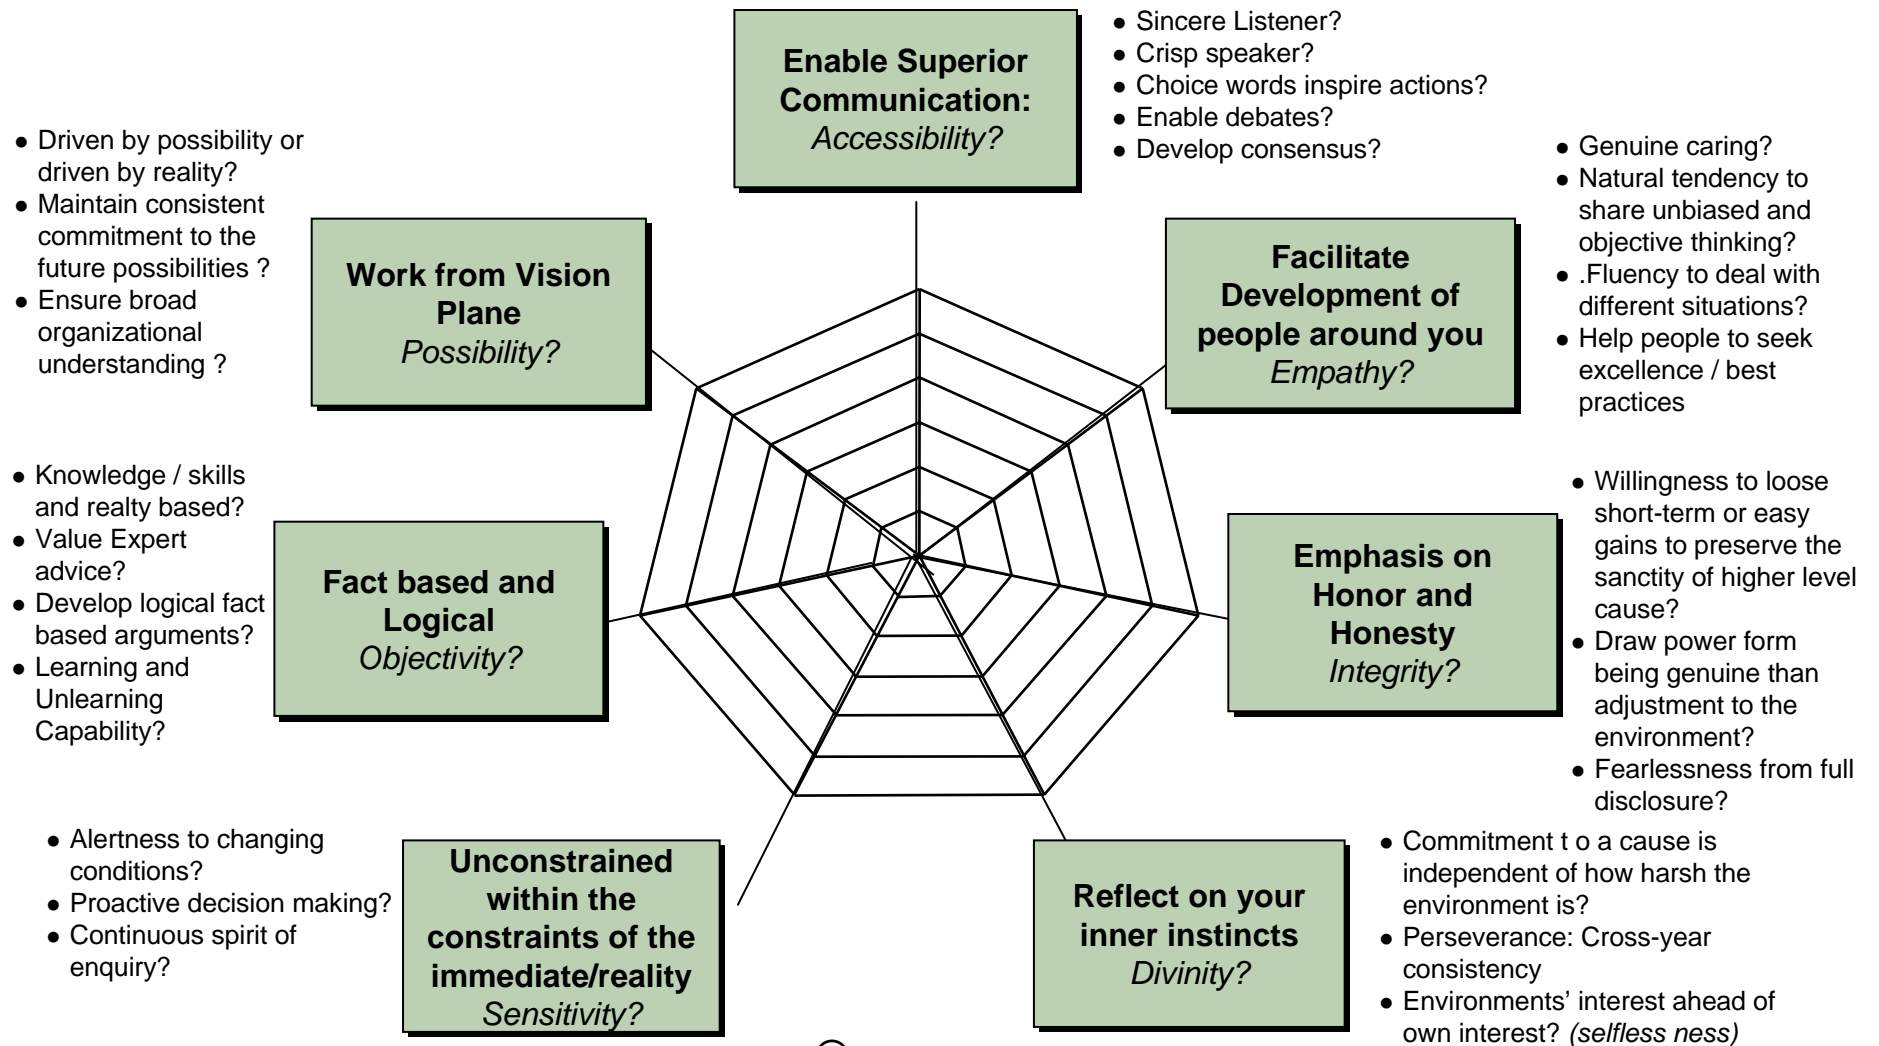 Enable Superior
Communication:
Accessibility?
● Sincere Listener?
● Crisp speaker?
● Choice words inspire actions?
● Enable debates?
● Develop consensus?
● Driven by possibility or
driven by reality?
● Maintain consistent
commitment to the
future possibilities ?
● Ensure broad
organizational
understanding ?
Work from Vision
Plane
Possibility?
Facilitate
Development of
people around you
Empathy?
● Genuine caring?
● Natural tendency to
share unbiased and
objective thinking?
● .Fluency to deal with
different situations?
● Help people to seek
excellence / best
practices
● Knowledge / skills
and realty based?
● Value Expert
advice?
● Develop logical fact
based arguments?
● Learning and
Unlearning
Capability?
Fact based and
Logical
Objectivity?
Emphasis on
Honor and
Honesty
Integrity?
● Willingness to loose
short-term or easy
gains to preserve the
sanctity of higher level
cause?
● Draw power form
being genuine than
adjustment to the
environment?
● Fearlessness from full
disclosure?
● Alertness to changing
conditions?
● Proactive decision making?
● Continuous spirit of
enquiry?
Unconstrained
within the
constraints of the
immediate/reality
Sensitivity?
Reflect on your
inner instincts
Divinity?
● Commitment t o a cause is
independent of how harsh the
environment is?
● Perseverance: Cross-year
consistency
● Environments’ interest ahead of
own interest? (selfless ness)